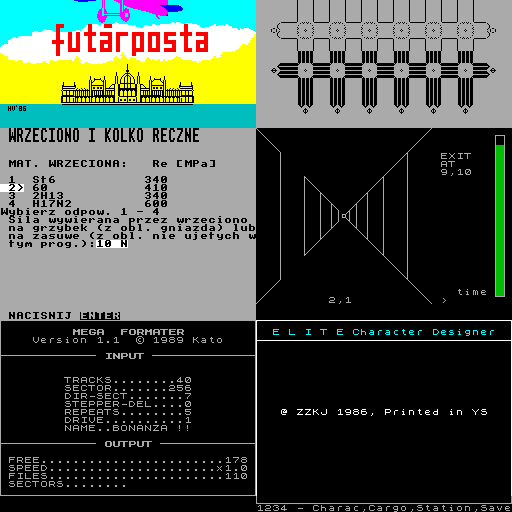 futárposta
HV'86
WRZECIONO I KOLKO RECZNE
MAT. WRZECIONA: Re [MPa]
1 St6 340
2> 60 410
3 2H13 340
4 H17N2 600
Wybierz odpow. 1 - 4
Sila wywierana przez wrzeciono
na grzybek (z obl. gniazda) lub
na zasuwe (z obl. nie ujetych w
tym prog.):10 N
NACISNIJ ENTER
EXIT
AT
9,10
time
2,1
>
MEGA FORMATER
Version 1.1 © 1989 Kato
INPUT
TRACKS........40
SECTOR.......256
DIR-SECT.......7
STEPPER-DEL....0
REPEATS........5
DRIVE..........1
NAME..BONANZA !!
OUTPUT
FREE.......................178
SPEED.....................x1.0
FILES......................110
SECTORS........
E L I T E Character Designer
@ ZZKJ 1986, Printed in YS
1234 - Charac,Cargo,Station,Save